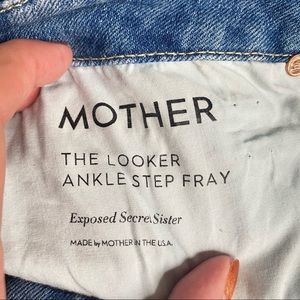 MOTHER
THE LOOKER
ANKLE STEP FRAY
Exposed Secret Sister
MADE by MOTHER IN THE U.S.A.